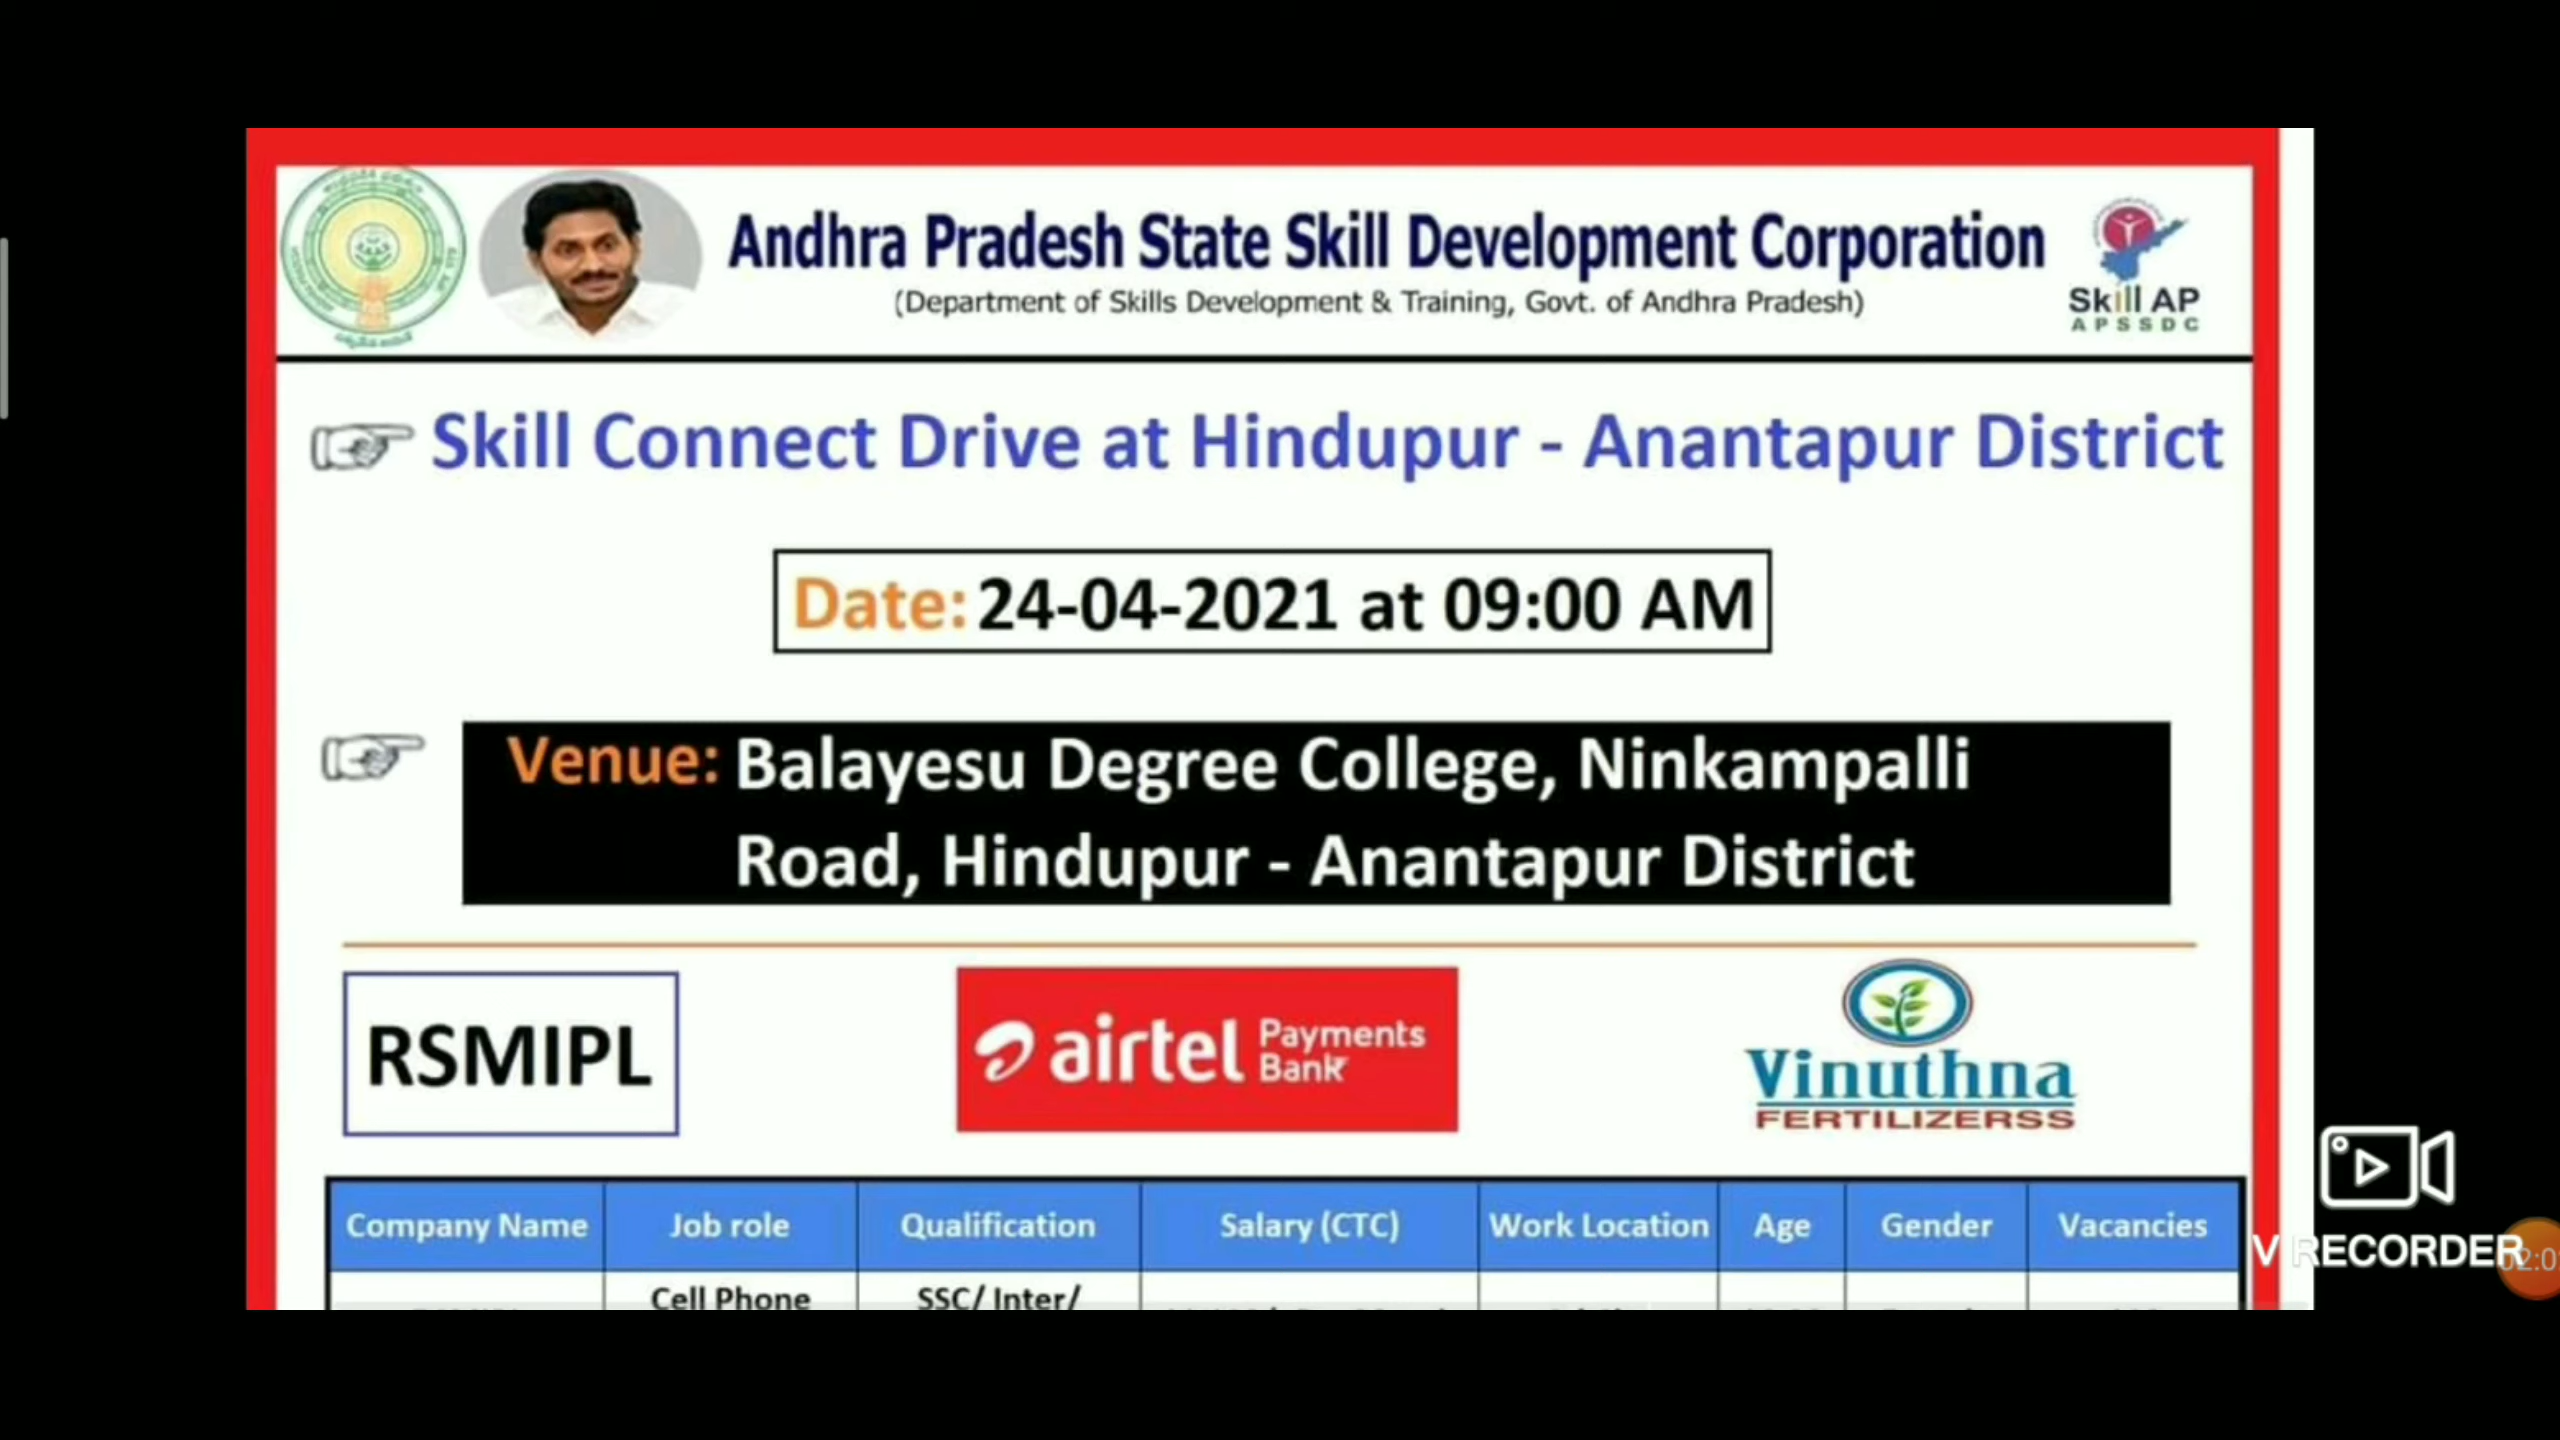 Andhra Pradesh State Skill Development Corporation
(Department of Skills Development & Training, Govt. of Andhra Pradesh)
Skill AP
APSSDC
Skill Connect Drive at Hindupur - Anantapur District
Date: 24-04-2021 at 09:00 AM
Venue: Balayesu Degree College, Ninkampalli
Road, Hindupur - Anantapur District
RSMIPL
airtel Payments
Bank
Vinuthna
FERTILIZERSS
Company Name Job role Qualification Salary (CTC) Work Location Age Gender Vacancies
Cell Phone SSC/ Inter/
V RECORDER